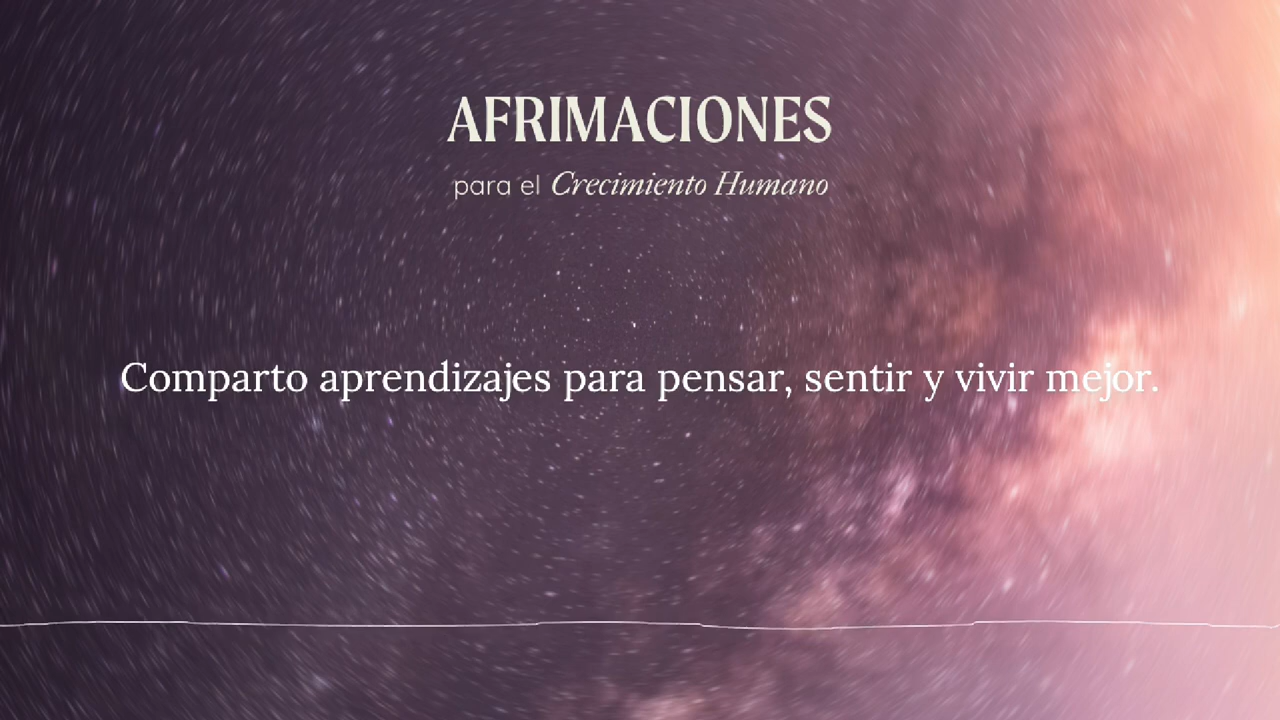 AFRIMACIONES
para el Crecimiento Humano
Comparto aprendizajes para pensar, sentir y vivir mejor.